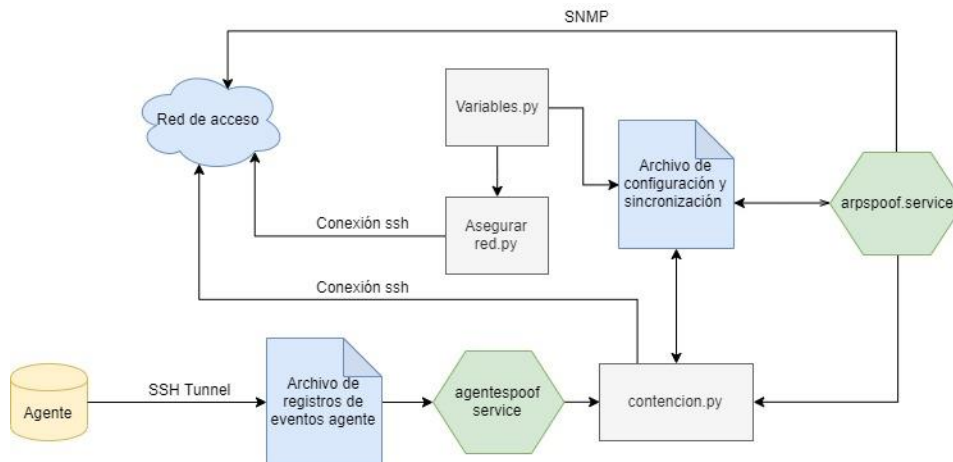 SNMP
Red de acceso
Variables.py
Archivo de
configuración y
sincronización
arpspoof.service
Conexión ssh
Asegurar
red.py
Conexión ssh
Agente
SSH Tunnel
Archivo de
registros de
eventos agente
agentespoof
service
contencion.py